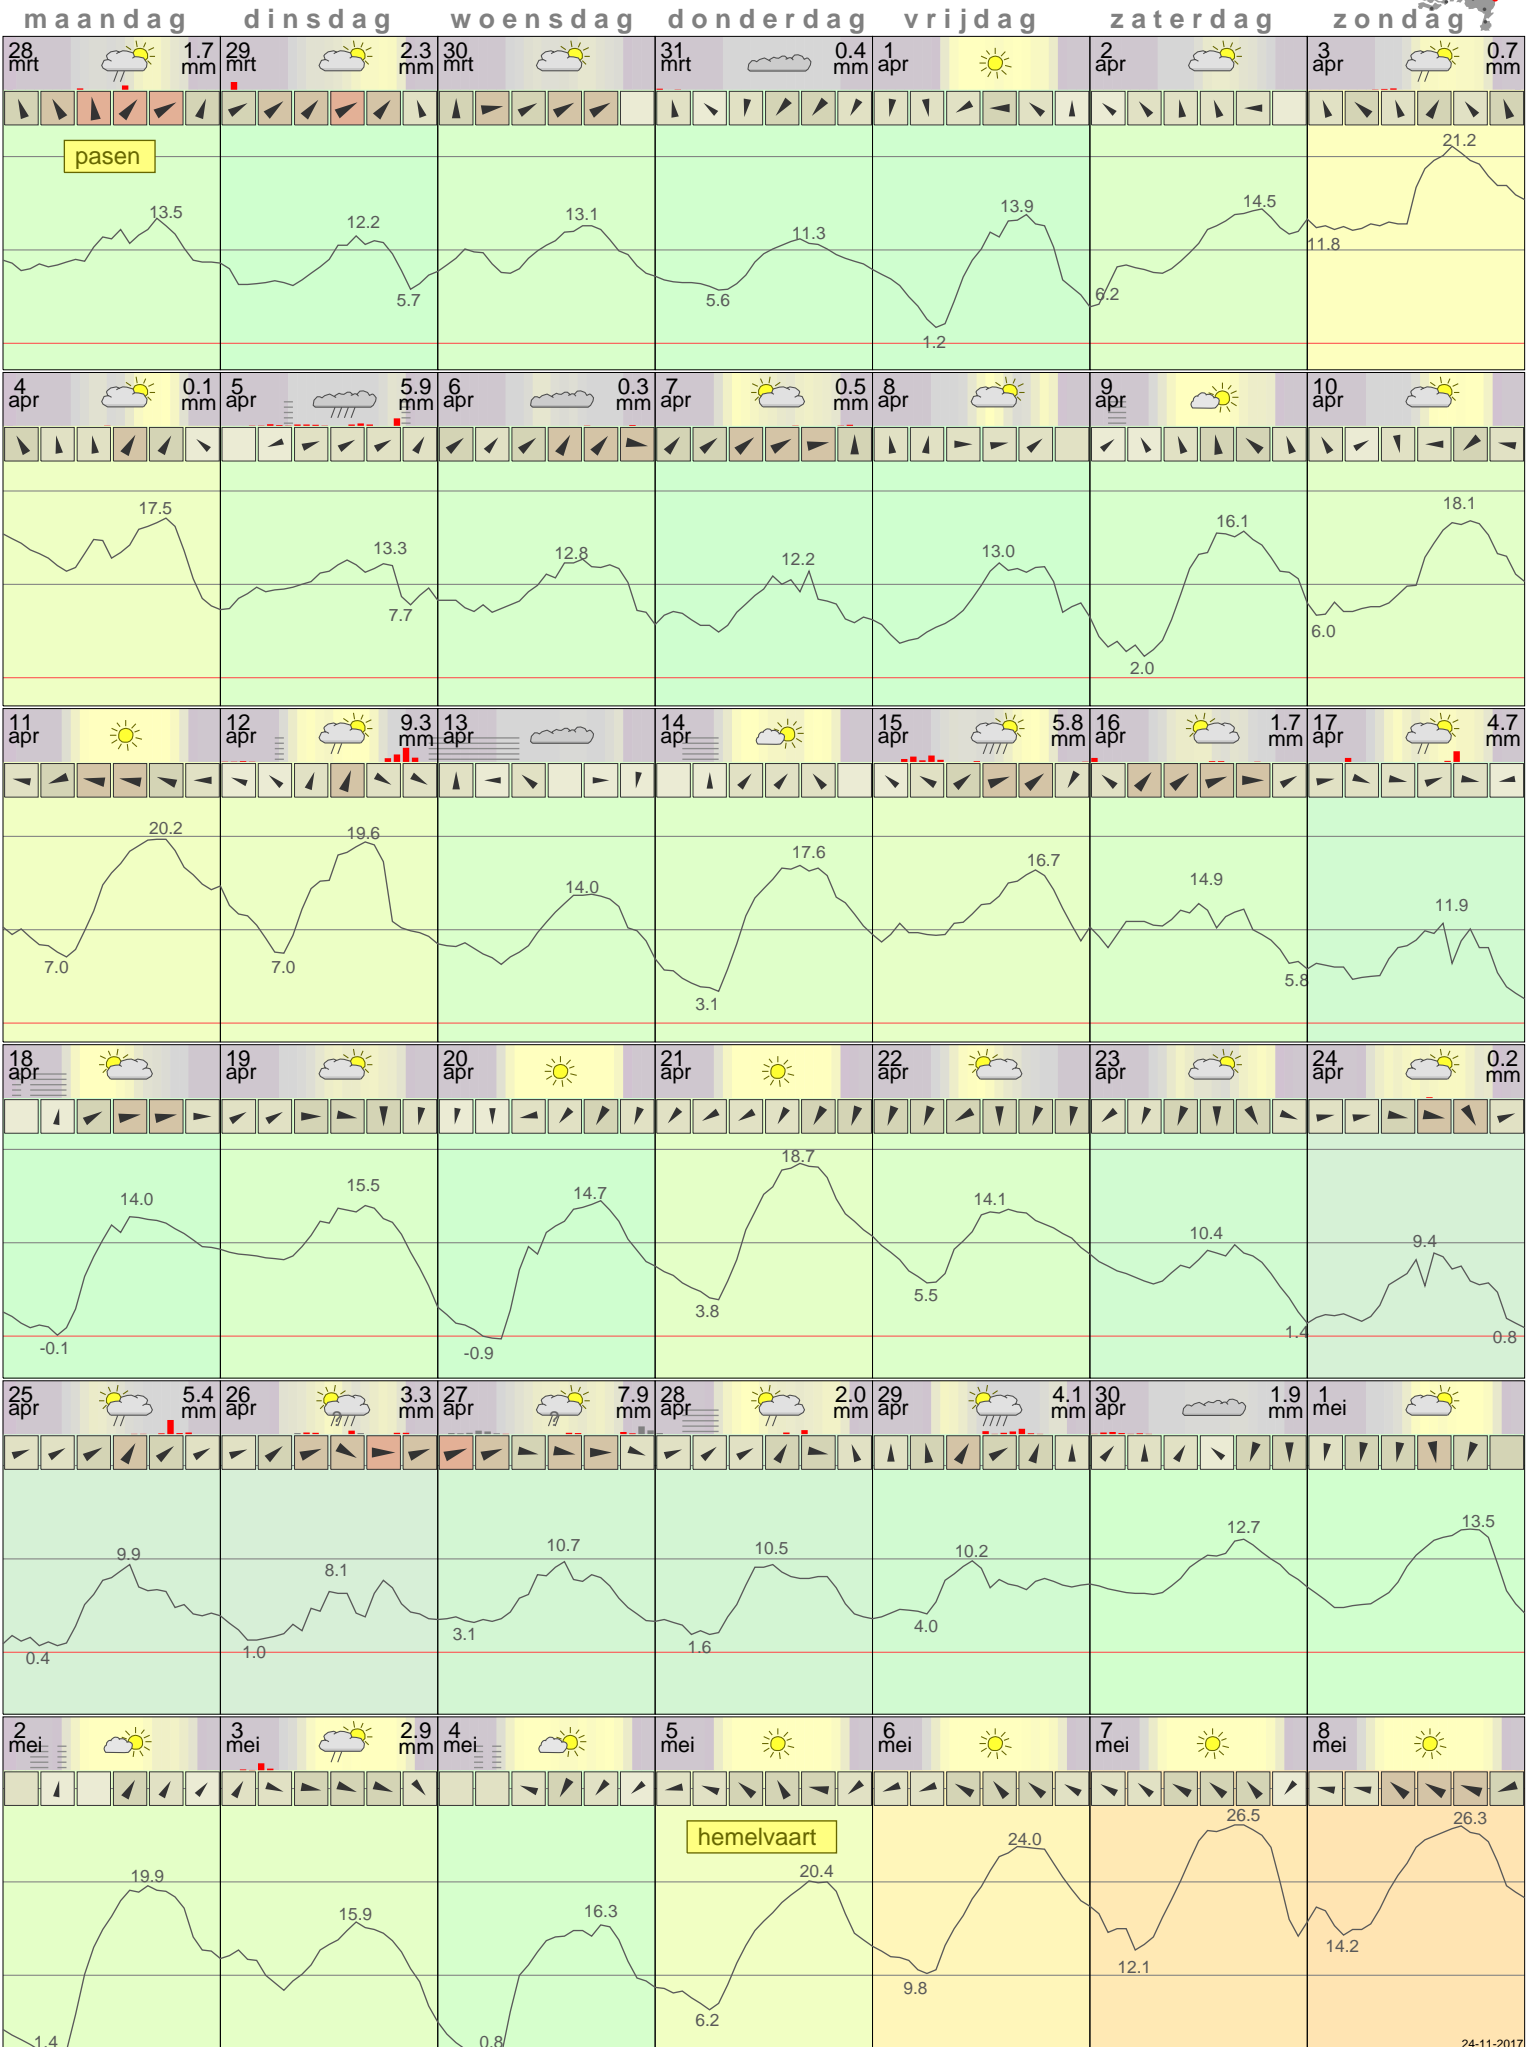 maandag dinsdag woensdag donderdag vrijdag zaterdag zondag
28 1.7 29 2.3 30 31 0.4 1 2 3 0.7
mrt mm mrt mm mrt mrt mm apr apr apr mm
pasen
13.5 12.2 5.7 13.1 11.3 5.6 13.9 1.2 14.5 6.2 21.2 11.8
4 0.1 5 5.9 6 0.3 7 0.5 8 9 10
apr mm apr mm apr mm apr mm apr apr apr
17.5 13.3 7.7 12.8 12.2 13.0 16.1 2.0 18.1 6.0
11 12 9.3 13 14 15 5.8 16 1.7 17 4.7
apr apr mm apr apr apr mm apr mm apr mm
20.2 7.0 19.6 7.0 14.0 17.6 3.1 16.7 14.9 5.8 11.9
18 19 20 21 22 23 24 0.2
apr apr apr apr apr apr apr mm
14.0 -0.1 15.5 14.7 -0.9 18.7 3.8 14.1 5.5 10.4 1.4 9.4 0.8
25 5.4 26 3.3 27 7.9 28 2.0 29 4.1 30 1.9 1
apr mm apr mm apr mm apr mm apr mm apr mm mei
? ?
9.9 0.4 8.1 1.0 10.7 3.1 10.5 1.6 10.2 4.0 12.7 13.5
2 3 2.9 4 5 6 7 8
mei mei mm mei mei mei mei mei
hemelvaart
19.9 1.4 15.9 16.3 0.8 20.4 6.2 24.0 9.8 26.5 12.1 26.3 14.2
24-11-2017